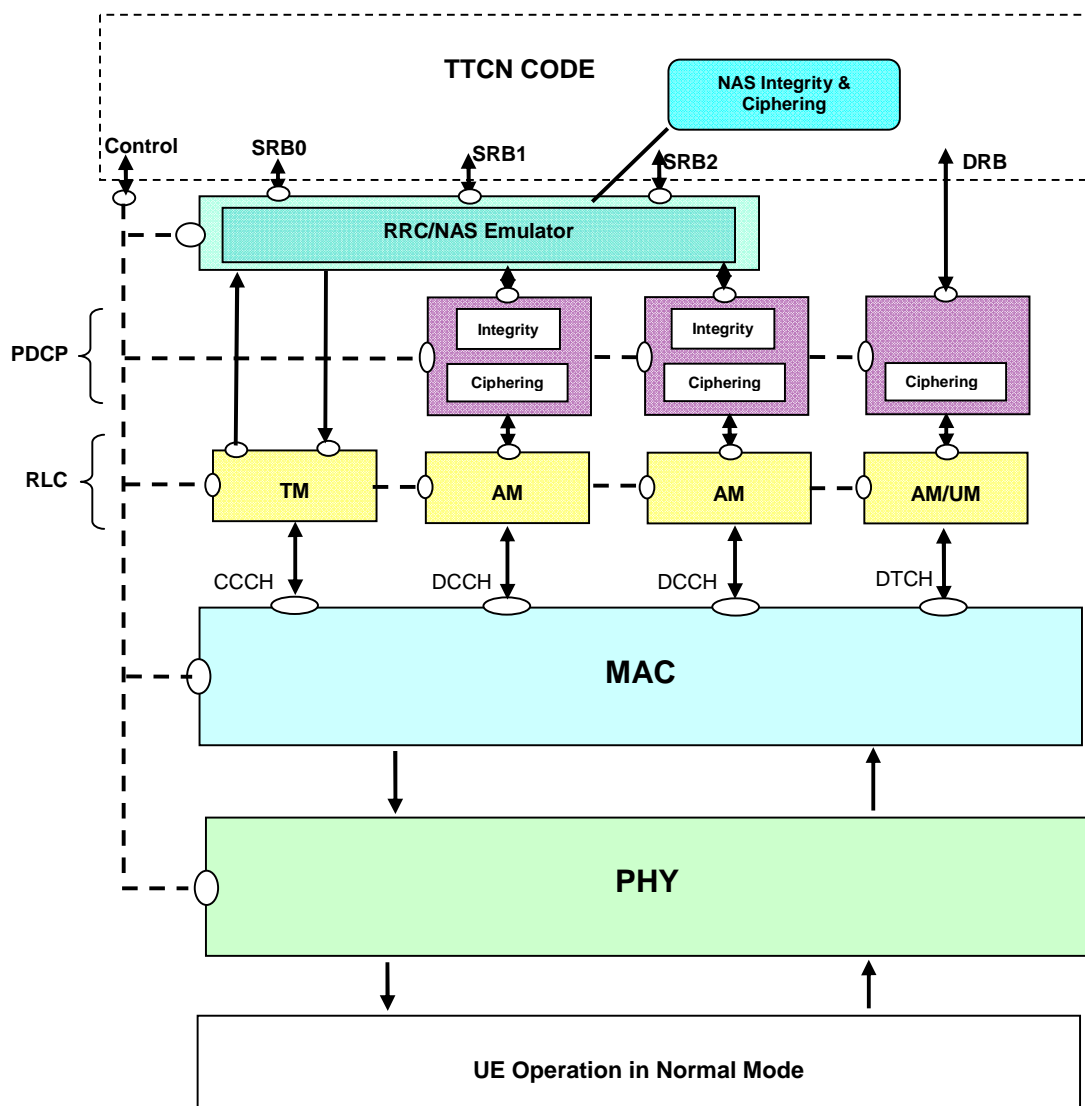 TTCN CODE
NAS Integrity &
Ciphering
Control
SRB0
SRB1
SRB2
DRB
RRC/NAS Emulator
PDCP
Integrity
Integrity
Ciphering
Ciphering
Ciphering
RLC
TM
AM
AM
AM/UM
CCCH
DCCH
DCCH
DTCH
MAC
PHY
UE Operation in Normal Mode